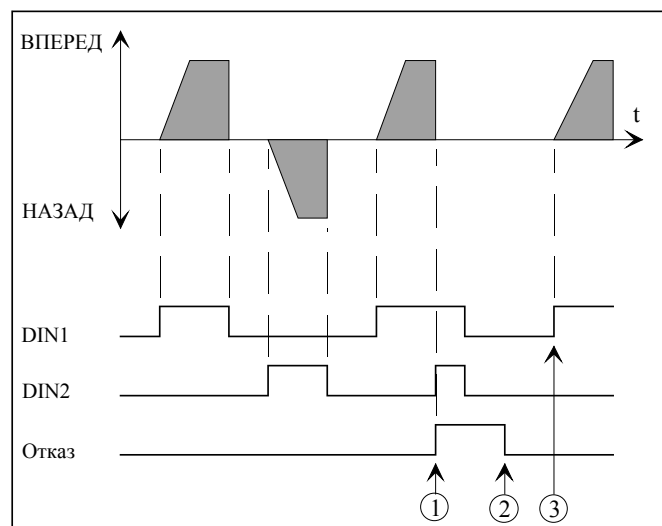 ВПЕРЕД
t
НАЗАД
DIN1
DIN2
Отказ
1 2 3